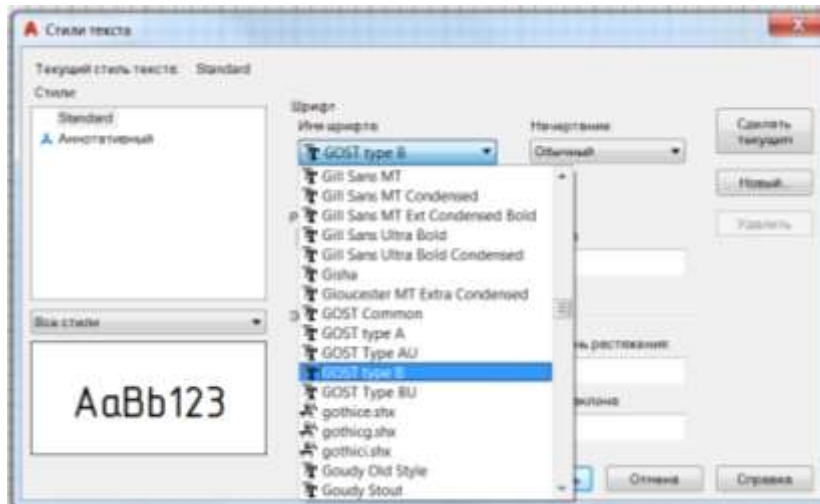 Стили текста
Текущий стиль текста: Standard
Стили:
Standard
Аннотативный
Все стили
AaBb123
Шрифт
Имя шрифта:
GOST type B
Начертание:
Обычный
Gill Sans MT
Gill Sans MT Condensed
Gill Sans MT Ext Condensed Bold
Gill Sans Ultra Bold
Gill Sans Ultra Bold Condensed
Gisha
Gloucester MT Extra Condensed
GOST Common
GOST type A
GOST Type AU
GOST type B
GOST Type BU
gothice.shx
gothicg.shx
gothici.shx
Goudy Old Style
Goudy Stout
растяжения
Сделать
текущим
Новый...
Удалить
Отмена
Справка